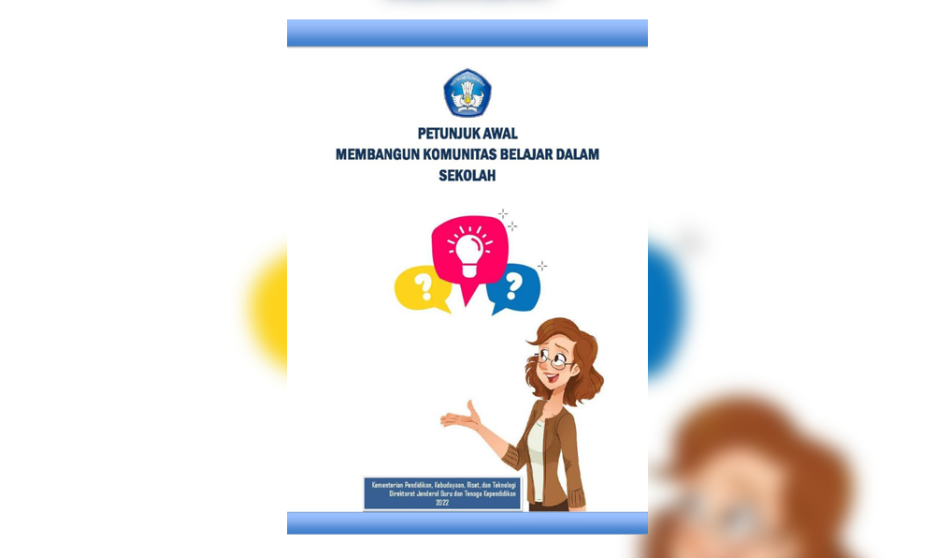 PETUNJUK AWAL
MEMBANGUN KOMUNITAS BELAJAR DALAM
SEKOLAH
Kementerian Pendidikan, Kebudayaan, Riset, dan Teknologi
Direktorat Jenderal Guru dan Tenaga Kependidikan
2022